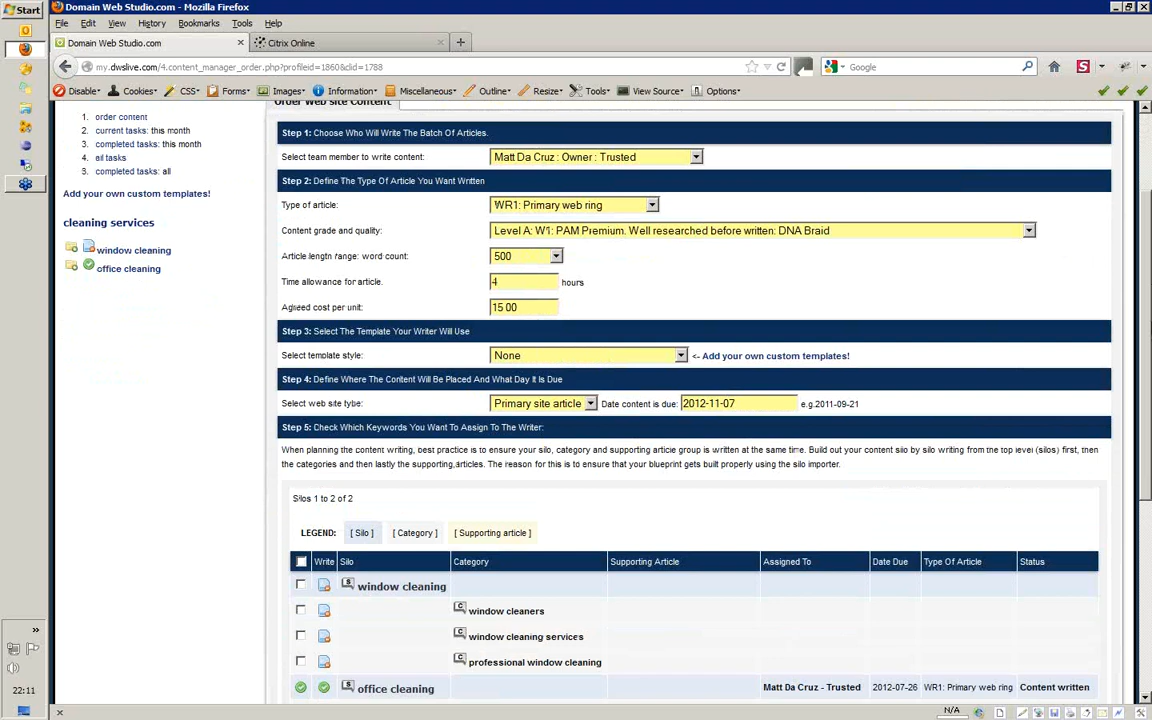 Start
Domain Web Studio.com - Mozilla Firefox
File Edit View History Bookmarks Tools Help
Domain Web Studio.com
Citrix Online
my.dwslive.com/4.content_manager_order.php?profileid=1860&clid=1788
Google
Disable Cookies CSS Forms Images Information Miscellaneous Outline Resize Tools View Source Options
Order Web site Content
1. order content
2. current tasks: this month
3. completed tasks: this month
4. all tasks
3. completed tasks: all
Add your own custom templates!
cleaning services
window cleaning
office cleaning
Step 1: Choose Who Will Write The Batch Of Articles.
Select team member to write content: Matt Da Cruz : Owner : Trusted
Step 2: Define The Type Of Article You Want Written
Type of article: WR1: Primary web ring
Content grade and quality: Level A: W1: PAM Premium. Well researched before written: DNA Braid
Article length range: word count: 500
Time allowance for article. 4 hours
Agreed cost per unit: 15 00
Step 3: Select The Template Your Writer Will Use
Select template style: None <- Add your own custom templates!
Step 4: Define Where The Content Will Be Placed And What Day It Is Due
Select web site type: Primary site article Date content is due: 2012-11-07 e.g.2011-09-21
Step 5: Check Which Keywords You Want To Assign To The Writer:
When planning the content writing, best practice is to ensure your silo, category and supporting article group is written at the same time. Build out your content silo by silo writing from the top level (silos) first, then
the categories and then lastly the supporting articles. The reason for this is to ensure that your blueprint gets built properly using the silo importer.
Silos 1 to 2 of 2
LEGEND: [ Silo ] [ Category ] [ Supporting article ]
Write Silo Category Supporting Article Assigned To Date Due Type Of Article Status
S window cleaning
C window cleaners
C window cleaning services
C professional window cleaning
S office cleaning Matt Da Cruz - Trusted 2012-07-26 WR1: Primary web ring Content written
22:11
N/A